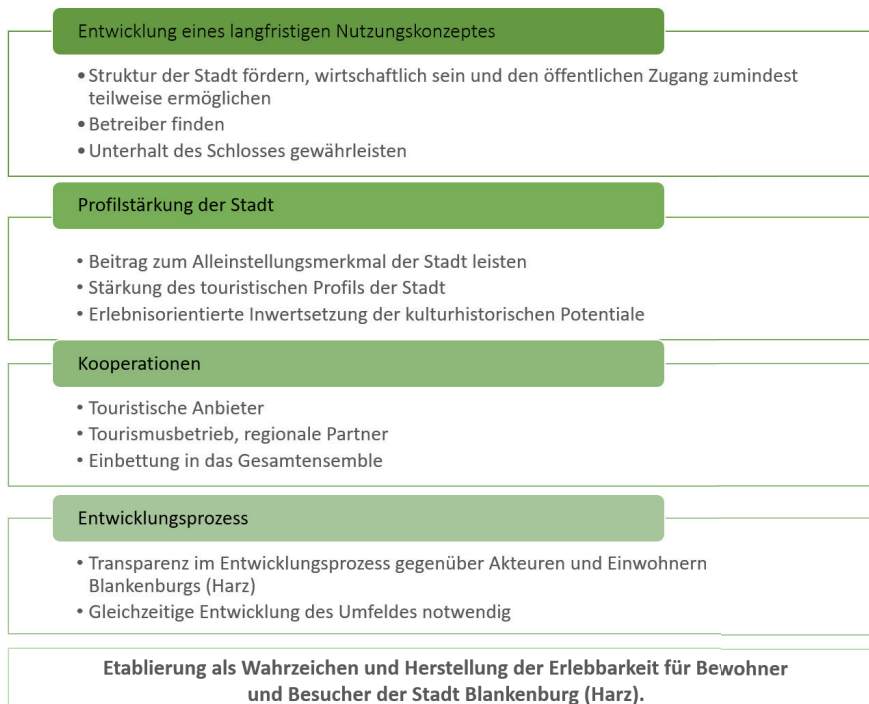 Entwicklung eines langfristigen Nutzungskonzeptes
• Struktur der Stadt fördern, wirtschaftlich sein und den öffentlichen Zugang zumindest
teilweise ermöglichen
• Betreiber finden
• Unterhalt des Schlosses gewährleisten
Profilstärkung der Stadt
• Beitrag zum Alleinstellungsmerkmal der Stadt leisten
• Stärkung des touristischen Profils der Stadt
• Erlebnisorientierte Inwertsetzung der kulturhistorischen Potentiale
Kooperationen
• Touristische Anbieter
• Tourismusbetrieb, regionale Partner
• Einbettung in das Gesamtensemble
Entwicklungsprozess
• Transparenz im Entwicklungsprozess gegenüber Akteuren und Einwohnern
Blankenburgs (Harz)
• Gleichzeitige Entwicklung des Umfeldes notwendig
Etablierung als Wahrzeichen und Herstellung der Erlebbarkeit für Bewohner
und Besucher der Stadt Blankenburg (Harz).